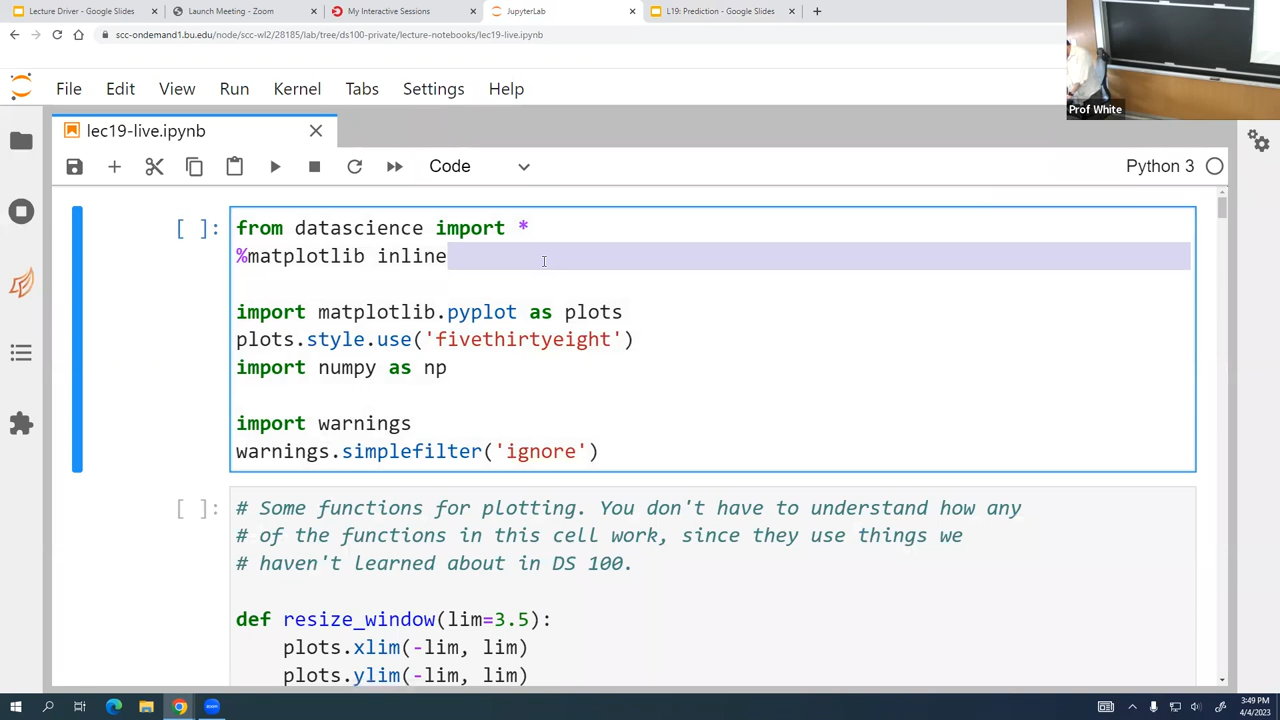 Lecture Driver - Google Slides
Launch Meeting - Zoom
My Interactive Sessions
JupyterLab
L19: Prediction - Google Slides
scc-ondemand1.bu.edu/node/scc-wl2/28185/lab/tree/ds100-private/lecture-notebooks/lec19-live.ipynb
File Edit View Run Kernel Tabs Settings Help
Prof White
lec19-live.ipynb
Code
Python 3
[ ]:
from datascience import *
%matplotlib inline
import matplotlib.pyplot as plots
plots.style.use('fivethirtyeight')
import numpy as np
import warnings
warnings.simplefilter('ignore')
[ ]:
# Some functions for plotting. You don't have to understand how any
# of the functions in this cell work, since they use things we
# haven't learned about in DS 100.
def resize_window(lim=3.5):
plots.xlim(-lim, lim)
plots.ylim(-lim, lim)
3:49 PM
4/4/2023